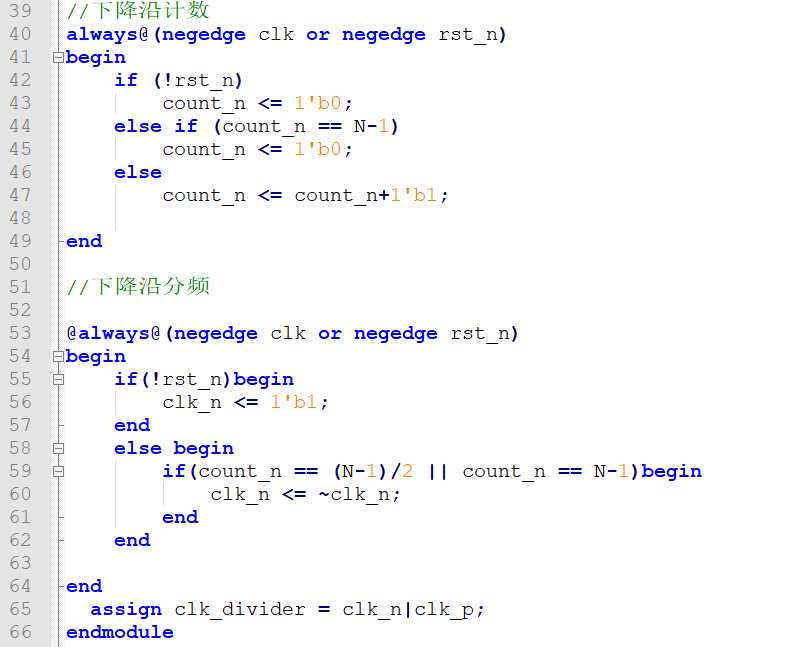 39 //下降沿计数
40 always@(negedge clk or negedge rst_n)
41 begin
42 if (!rst_n)
43 count_n <= 1'b0;
44 else if (count_n == N-1)
45 count_n <= 1'b0;
46 else
47 count_n <= count_n+1'b1;
48
49 end
50
51 //下降沿分频
52
53 @always@(negedge clk or negedge rst_n)
54 begin
55 if(!rst_n)begin
56 clk_n <= 1'b1;
57 end
58 else begin
59 if(count_n == (N-1)/2 || count_n == N-1)begin
60 clk_n <= ~clk_n;
61 end
62 end
63
64 end
65 assign clk_divider = clk_n|clk_p;
66 endmodule